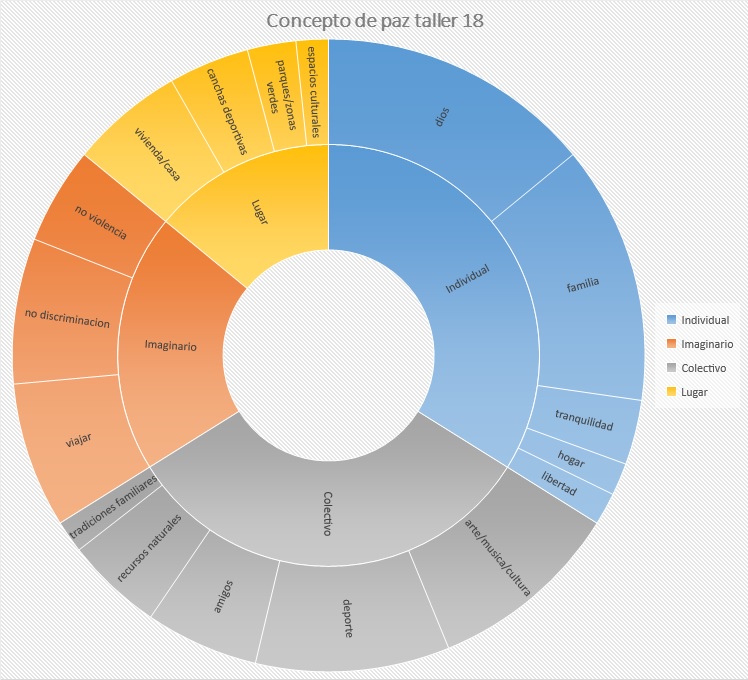 Concepto de paz taller 18
dios
familia
tranquilidad
hogar
libertad
arte/musica/cultura
deporte
amigos
recursos naturales
tradiciones familiares
viajar
no discriminacion
no violencia
vivienda/casa
canchas deportivas
parques/zonas
verdes
espacios culturales
Individual
Colectivo
Imaginario
Lugar
Individual
Imaginario
Colectivo
Lugar